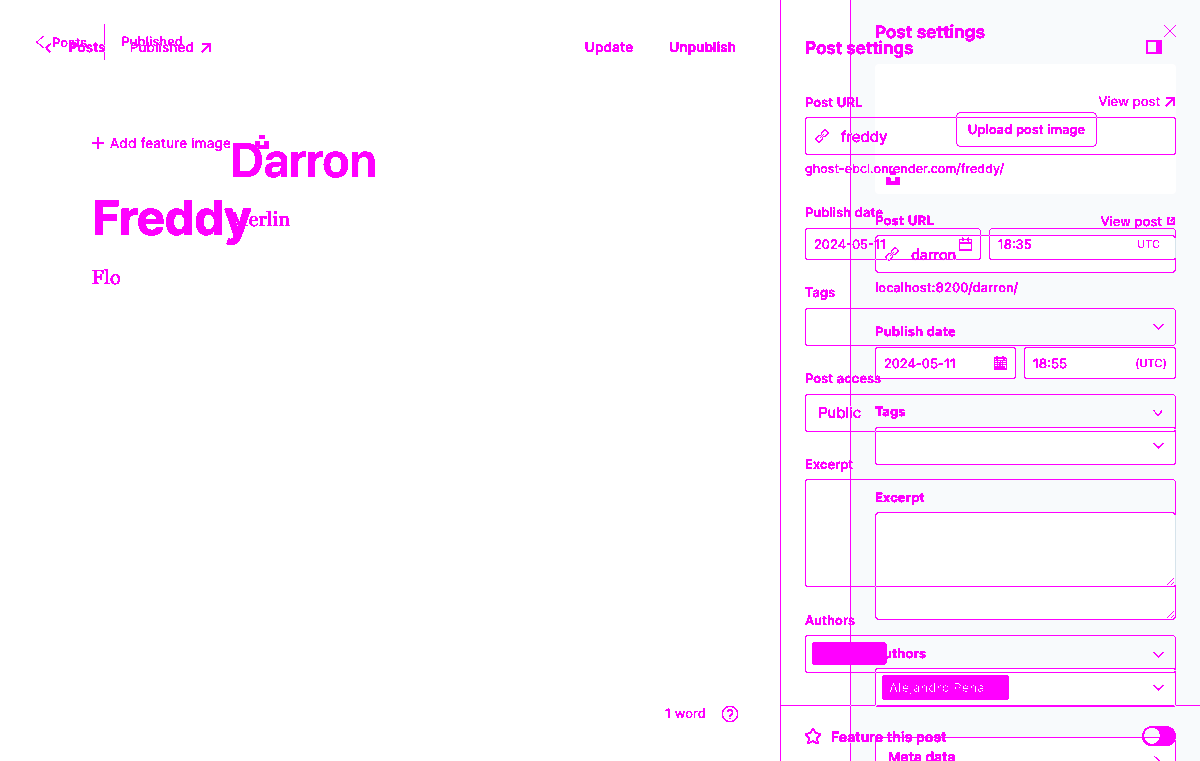 Posts Published
Posts Published
Update Unpublish
Post settings
Post settings
Add feature image
Darron
Freddy
erlin
Flo
Post URL
View post
freddy
Upload post image
ghost-ebcl.onrender.com/freddy/
Publish date
Post URL
View post
2024-05-11
18:35
UTC
darron
localhost:8200/darron/
Tags
Publish date
2024-05-11
18:55
(UTC)
Post access
Public
Tags
Excerpt
Excerpt
Authors
uthors
Alejandro Pena
1 word
Feature this post
Meta data